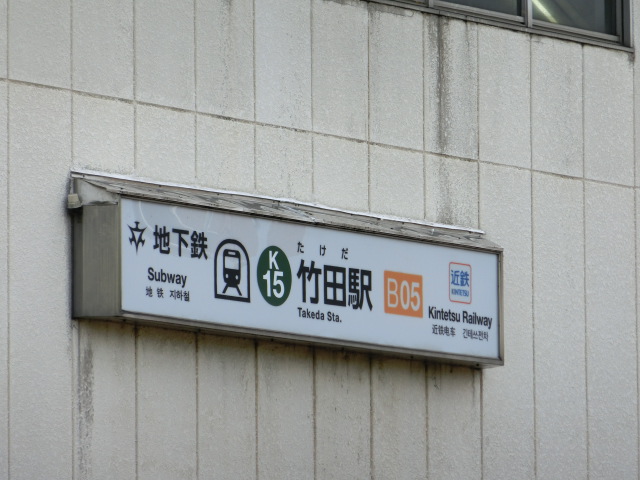 地下鉄
Subway
地 铁 지하철
K
15
たけだ
竹田駅
Takeda Sta.
B05
近鉄
KINTETSU
Kintetsu Railway
近铁电车 긴테쓰전차